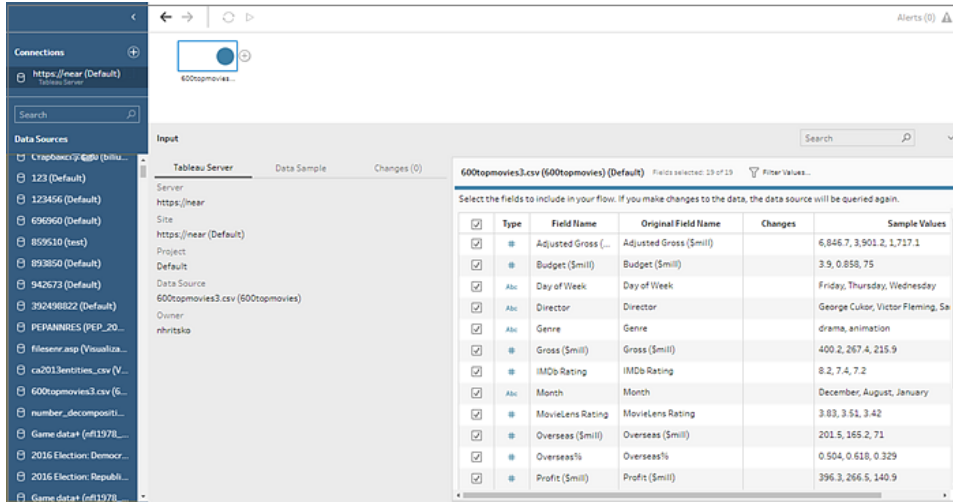 Alerts (0)
Connections
https://near (Default)
Tableau Server
600topmovies...
Search
Data Sources
Input
Search
123 (Default)
123456 (Default)
696960 (Default)
859510 (test)
893850 (Default)
942673 (Default)
392498822 (Default)
PEPANNRES (PEP_20...
filesenr.asp (Visualiza...
ca2013entities_csv (V...
600topmovies3.csv (6...
number_decompositi...
Game data+ (nfl1978_...
2016 Election: Democr...
2016 Election: Republi...
Game data+ (nfl1978_...
Tableau Server Data Sample Changes (0)
Server
https://near
Site
https://near (Default)
Project
Default
Data Source
600topmovies3.csv (600topmovies)
Owner
nhritsko
600topmovies3.csv (600topmovies) (Default) Fields selected: 19 of 19 Filter Values...
Select the fields to include in your flow. If you make changes to the data, the data source will be queried again.
Type Field Name Original Field Name Changes Sample Values
# Adjusted Gross (... Adjusted Gross ($mill) 6,846.7, 3,901.2, 1,717.1
# Budget ($mill) Budget ($mill) 3.9, 0.858, 75
Abc Day of Week Day of Week Friday, Thursday, Wednesday
Abc Director Director George Cukor, Victor Fleming, Sa
Abc Genre Genre drama, animation
# Gross ($mill) Gross ($mill) 400.2, 267.4, 215.9
# IMDb Rating IMDb Rating 8.2, 7.4, 7.2
Abc Month Month December, August, January
# MovieLens Rating MovieLens Rating 3.83, 3.51, 3.42
# Overseas ($mill) Overseas ($mill) 201.5, 165.2, 71
# Overseas% Overseas% 0.504, 0.618, 0.329
# Profit ($mill) Profit ($mill) 396.3, 266.5, 140.9